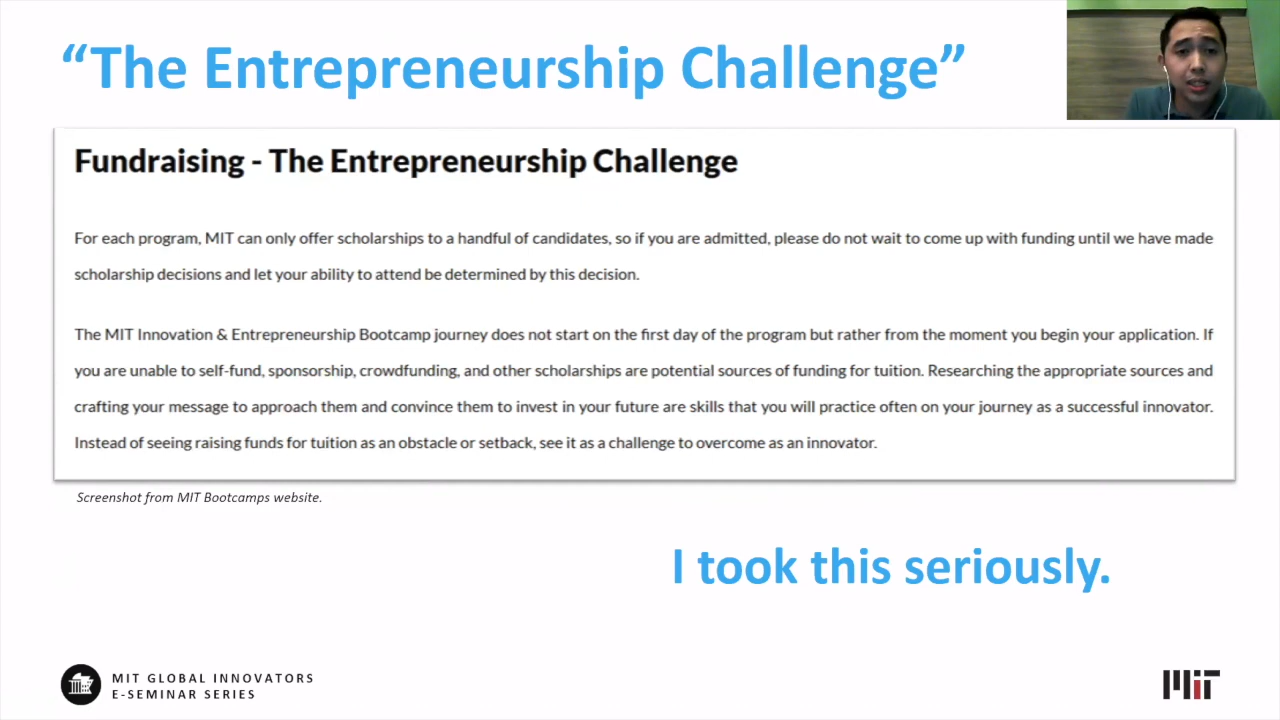 “The Entrepreneurship Challenge”
Fundraising - The Entrepreneurship Challenge
For each program, MIT can only offer scholarships to a handful of candidates, so if you are admitted, please do not wait to come up with funding until we have made
scholarship decisions and let your ability to attend be determined by this decision.
The MIT Innovation & Entrepreneurship Bootcamp journey does not start on the first day of the program but rather from the moment you begin your application. If
you are unable to self-fund, sponsorship, crowdfunding, and other scholarships are potential sources of funding for tuition. Researching the appropriate sources and
crafting your message to approach them and convince them to invest in your future are skills that you will practice often on your journey as a successful innovator.
Instead of seeing raising funds for tuition as an obstacle or setback, see it as a challenge to overcome as an innovator.
Screenshot from MIT Bootcamps website.
I took this seriously.
MIT GLOBAL INNOVATORS
E-SEMINAR SERIES
MIT